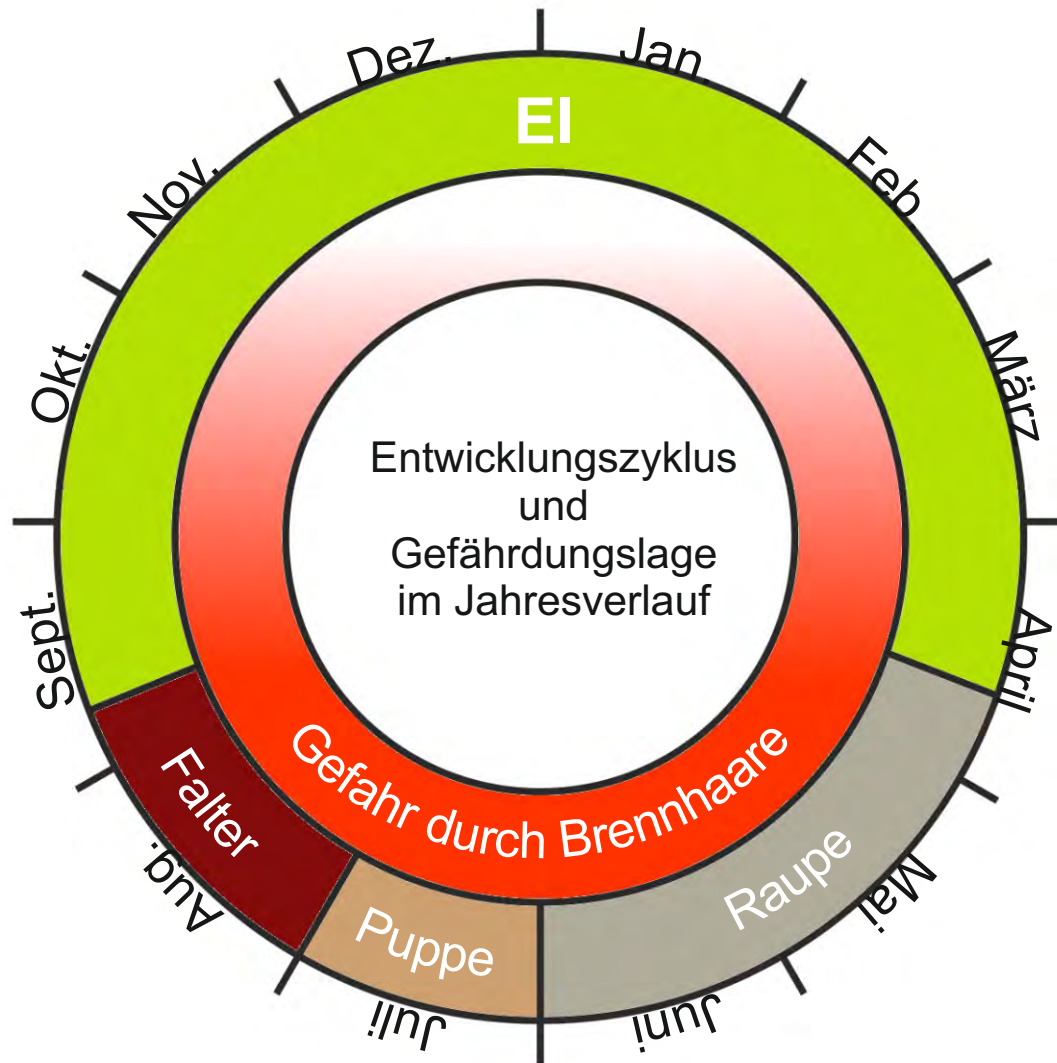 Jan.
Feb
März
April
Mai
Juni
Juli
Aug.
Sept.
Okt.
Nov.
Dez.
EI
Raupe
Puppe
Falter
Gefahr durch Brennhaare
Entwicklungszyklus
und
Gefährdungslage
im Jahresverlauf